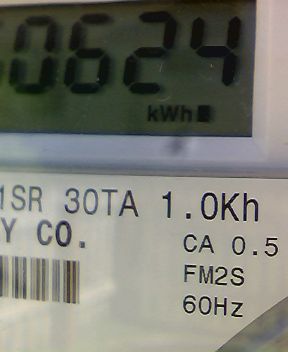 0624
kWh
1SR 30TA 1.0Kh
Y CO.
CA 0.5
FM2S
60Hz